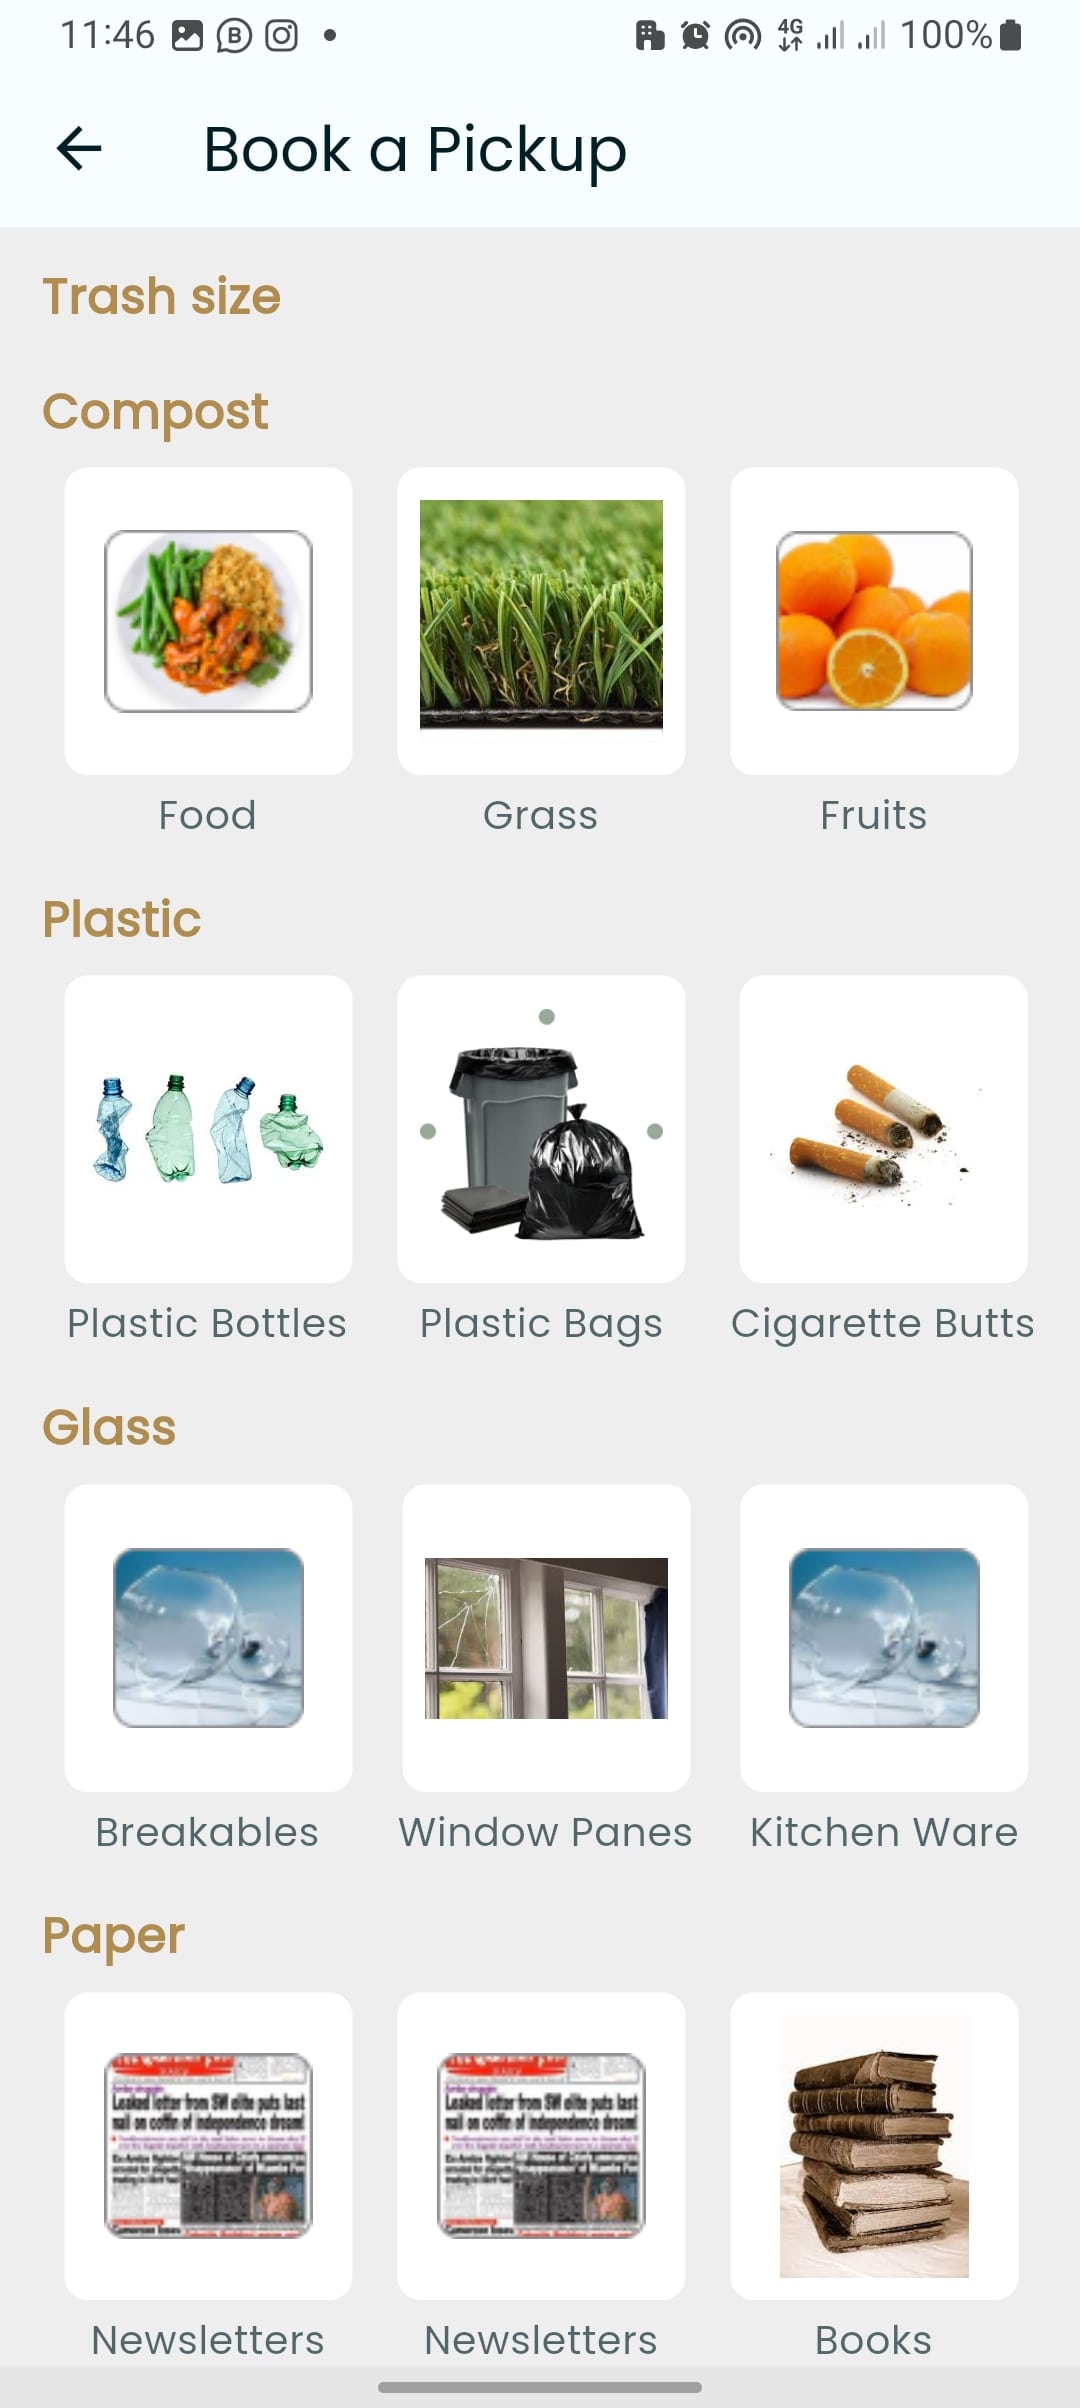 11:46 4G 100%
Book a Pickup
Trash size
Compost
Food Grass Fruits
Plastic
Plastic Bottles Plastic Bags Cigarette Butts
Glass
Breakables Window Panes Kitchen Ware
Paper
Leaked letter from SW elite puts last
nail on coffin of independence dream!
Leaked letter from SW elite puts last
nail on coffin of independence dream!
Newsletters Newsletters Books